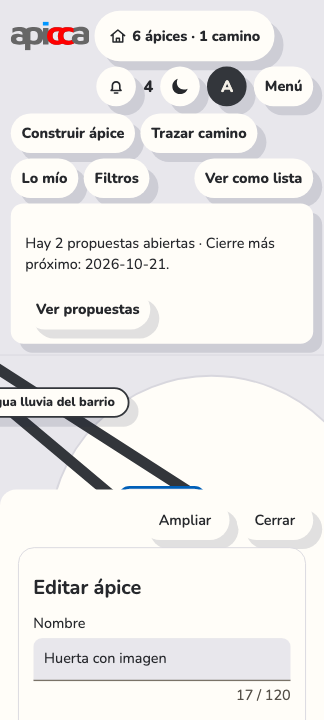 apicca
6 ápices · 1 camino
4
A
Menú
Construir ápice
Trazar camino
Lo mío
Filtros
Ver como lista
Hay 2 propuestas abiertas · Cierre más
próximo: 2026-10-21.
Ver propuestas
lluvia del barrio
Ampliar
Cerrar
Editar ápice
Nombre
Huerta con imagen
17 / 120